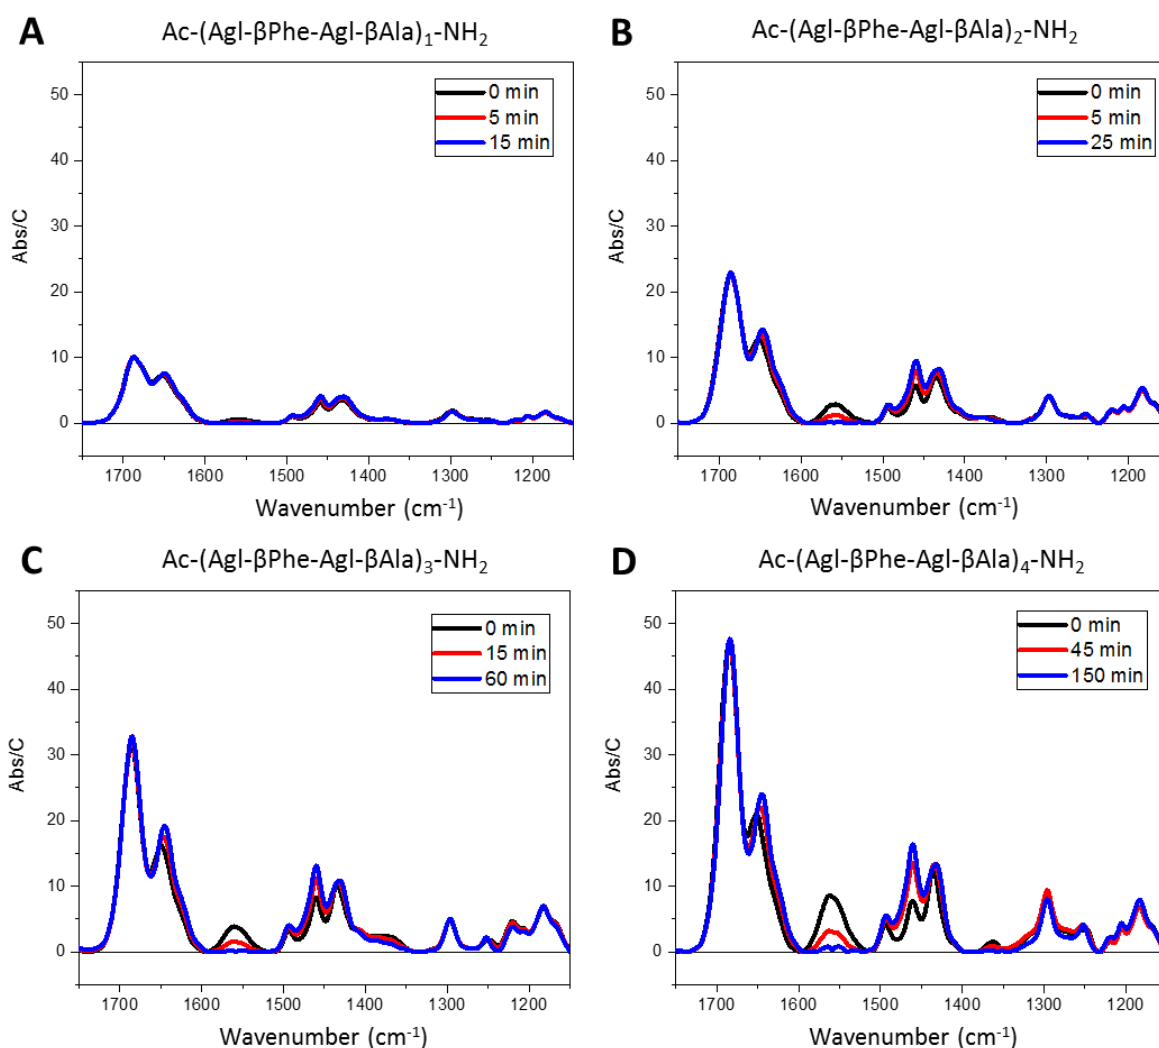 A
Ac-(Agl-βPhe-Agl-βAla)₁-NH₂
0 min
5 min
15 min
50
40
30
20
10
0
Abs/C
1700 1600 1500 1400 1300 1200
Wavenumber (cm⁻¹)
B
Ac-(Agl-βPhe-Agl-βAla)₂-NH₂
0 min
5 min
25 min
50
40
30
20
10
0
Abs/C
1700 1600 1500 1400 1300 1200
Wavenumber (cm⁻¹)
C
Ac-(Agl-βPhe-Agl-βAla)₃-NH₂
0 min
15 min
60 min
50
40
30
20
10
0
Abs/C
1700 1600 1500 1400 1300 1200
Wavenumber (cm⁻¹)
D
Ac-(Agl-βPhe-Agl-βAla)₄-NH₂
0 min
45 min
150 min
50
40
30
20
10
0
Abs/C
1700 1600 1500 1400 1300 1200
Wavenumber (cm⁻¹)